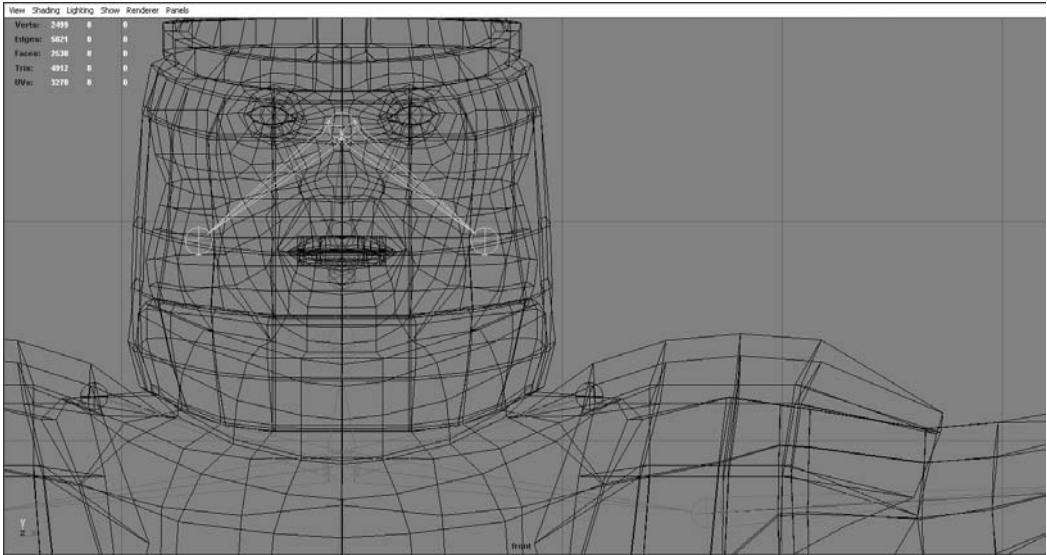 View Shading Lighting Show Renderer Panels
Verts: 2499 0 0
Edges: 5021 0 0
Faces: 2530 0 0
Tris: 4912 0 0
UVs: 3270 0 0
Y
Z
front